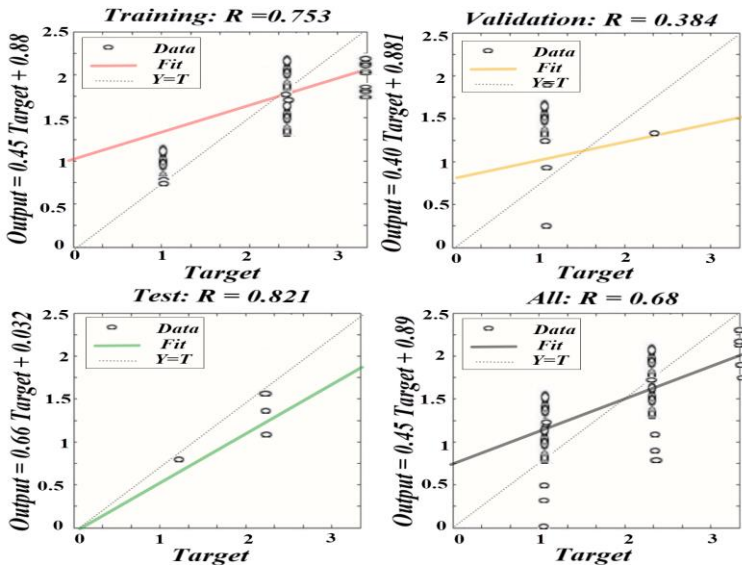 Training: R =0.753
Output = 0.45 Target + 0.88
2.5
2
1.5
1
0.5
0
Data
Fit
Y=T
0 1 2 3
Target
Validation: R = 0.384
Output = 0.40 Target + 0.881
2.5
2
1.5
1
0.5
0
Data
Fit
Y=T
0 1 2 3
Target
Test: R = 0.821
Output = 0.66 Target + 0.032
2.5
2
1.5
1
0.5
0
Data
Fit
Y=T
0 1 2 3
Target
All: R = 0.68
Output = 0.45 Target + 0.89
2.5
2
1.5
1
0.5
0
Data
Fit
Y=T
0 1 2 3
Target